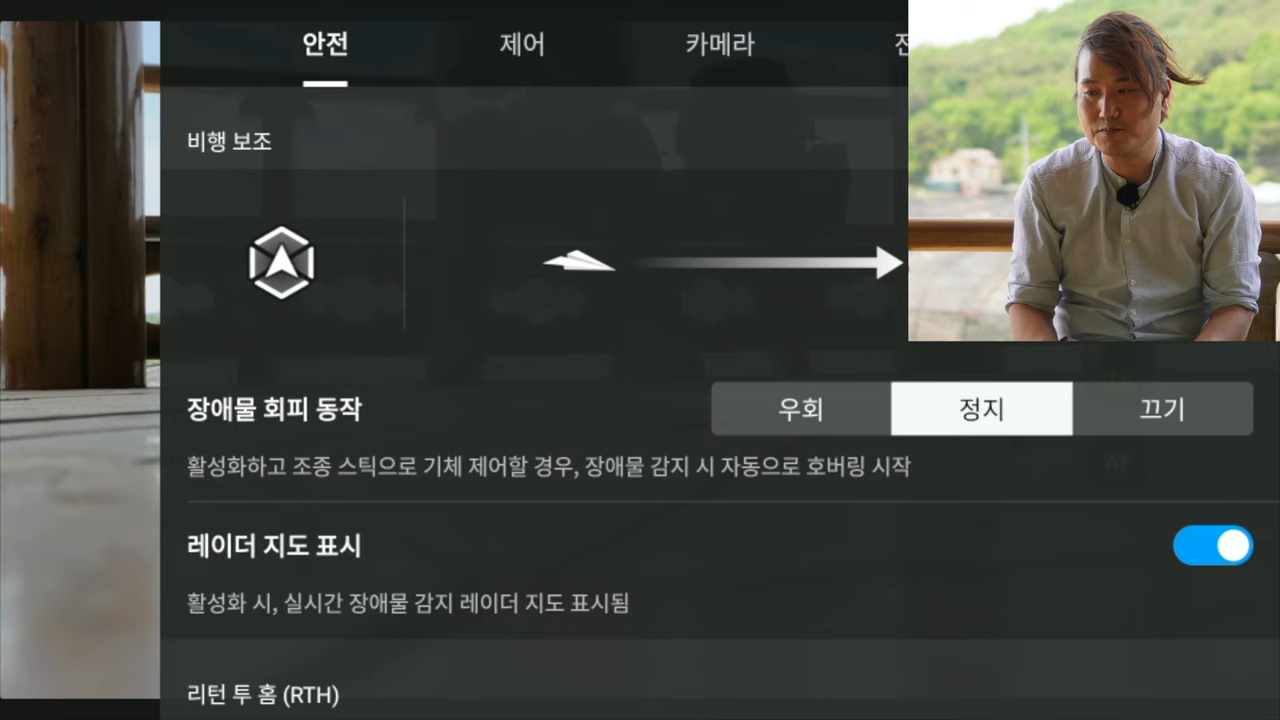 안전
제어
카메라
비행 보조
장애물 회피 동작
우회
정지
끄기
활성화하고 조종 스틱으로 기체 제어할 경우, 장애물 감지 시 자동으로 호버링 시작
AF
레이더 지도 표시
활성화 시, 실시간 장애물 감지 레이더 지도 표시됨
리턴 투 홈 (RTH)